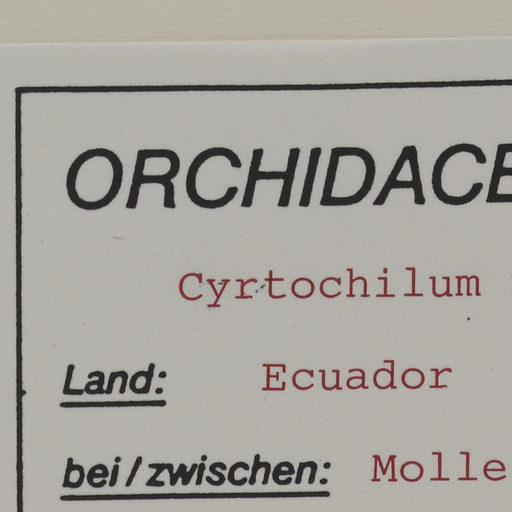 ORCHIDACE
Cyrtochilum
Land: Ecuador
bei/zwischen: Molle